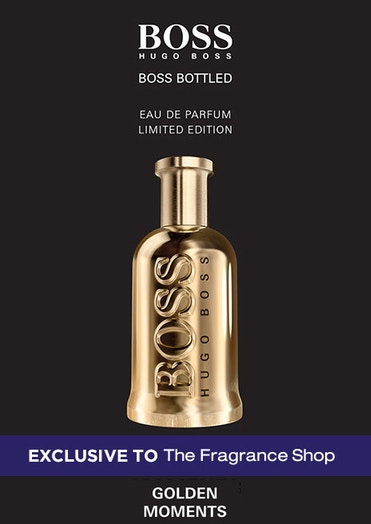 BOSS
HUGO BOSS
BOSS BOTTLED
EAU DE PARFUM
LIMITED EDITION
BOSS
HUGO BOSS
EXCLUSIVE TO The Fragrance Shop
GOLDEN
MOMENTS